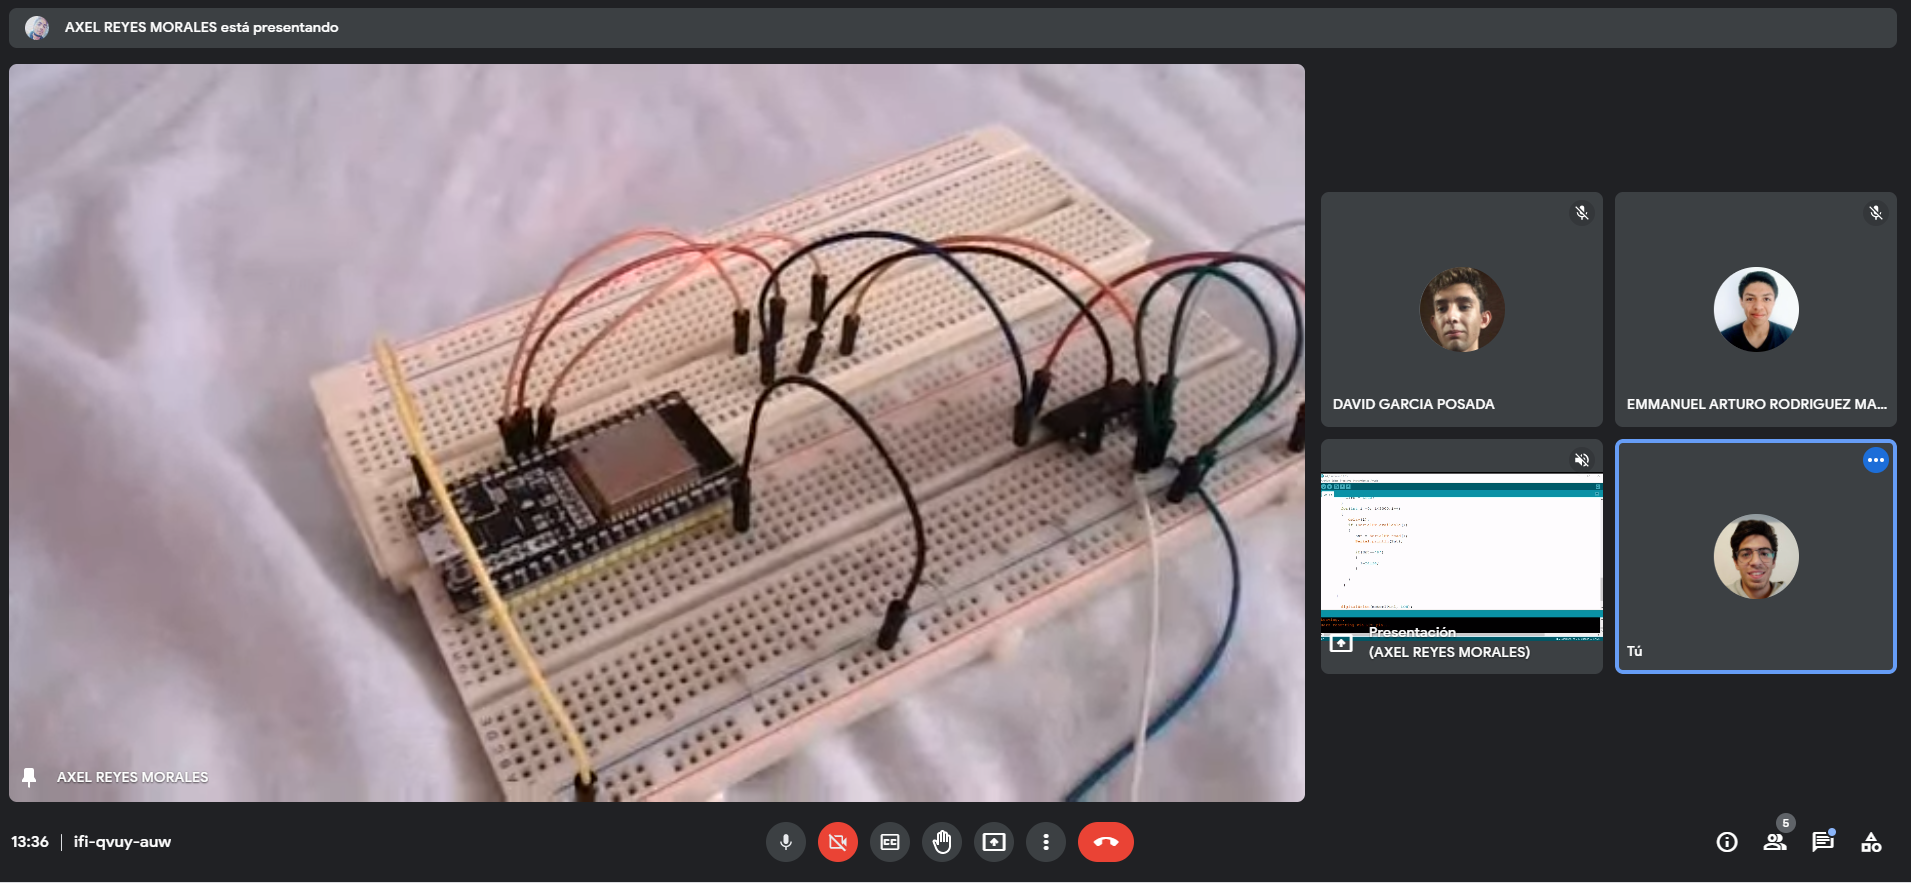 AXEL REYES MORALES está presentando
DAVID GARCIA POSADA
EMMANUEL ARTURO RODRIGUEZ MA...
Presentación
(AXEL REYES MORALES)
Tú
AXEL REYES MORALES
13:36 | ifi-qvuy-auw
CC
5